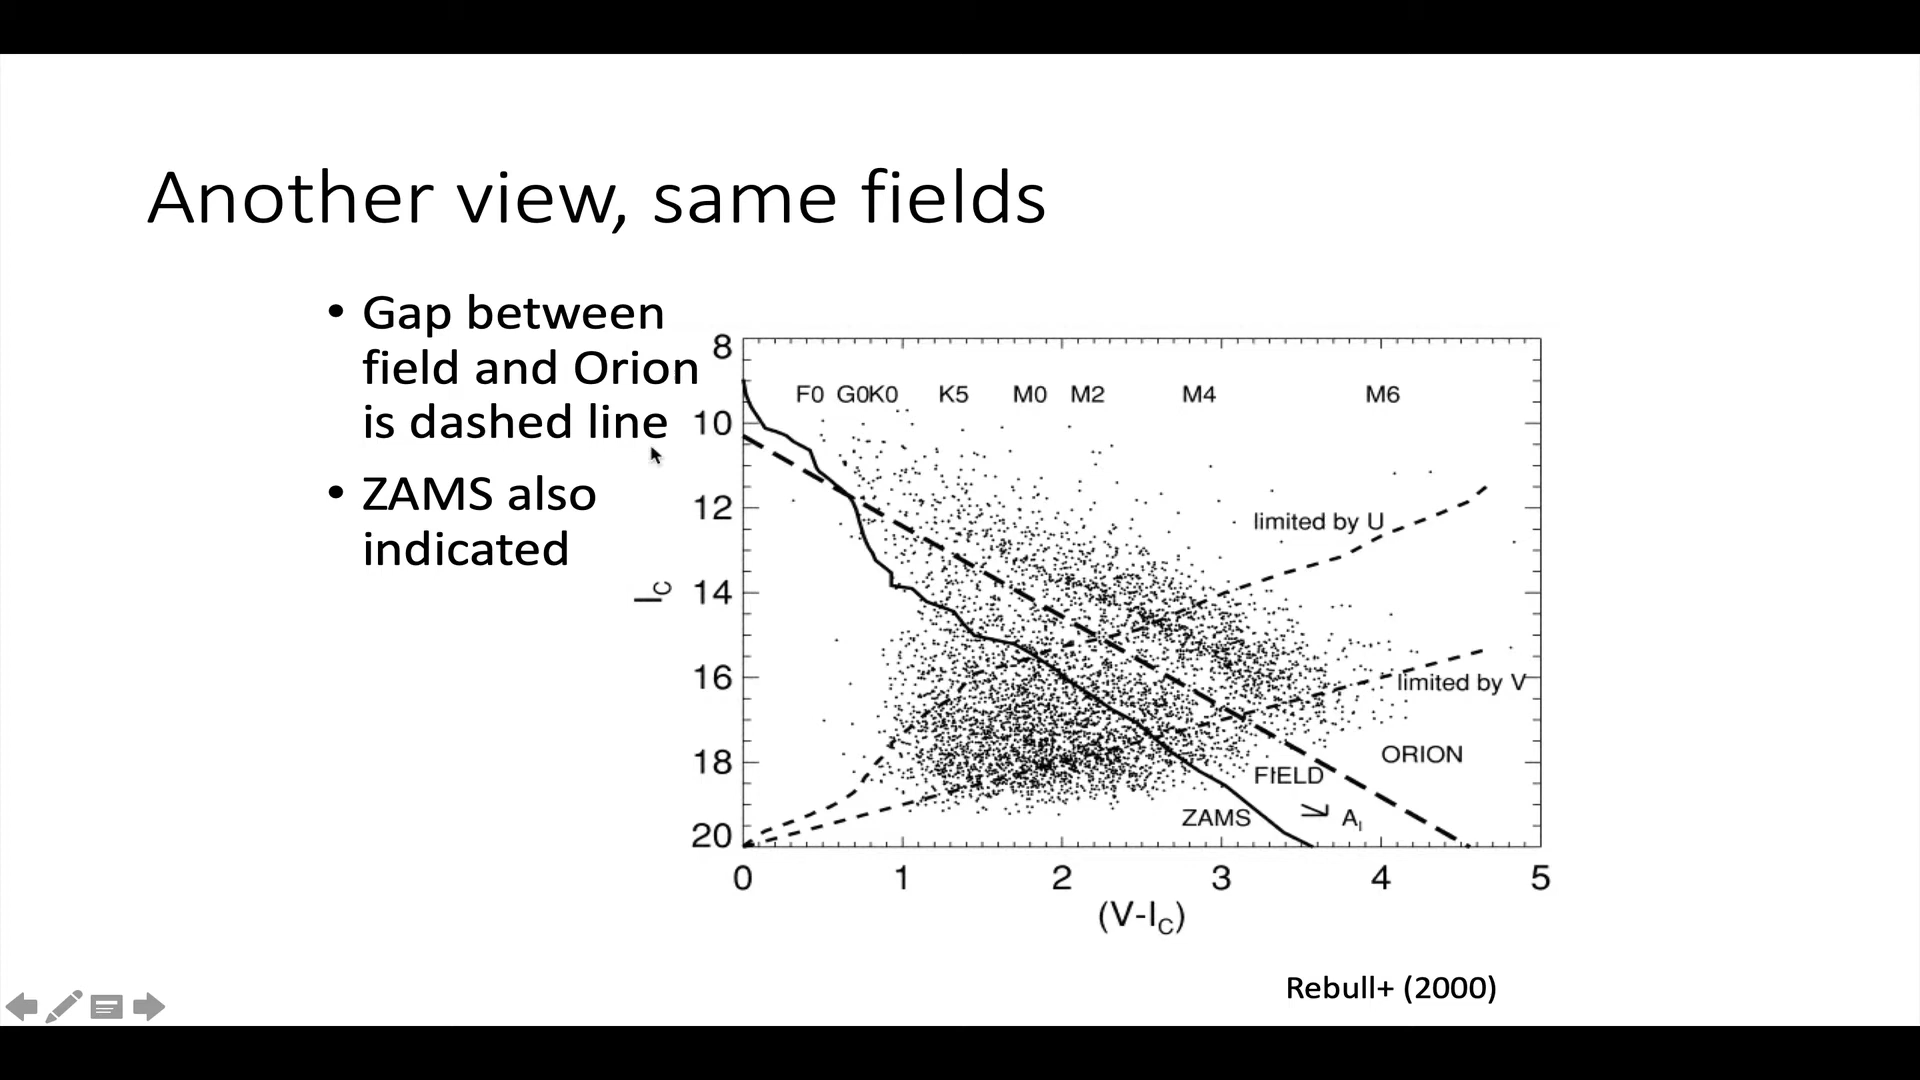 Another view, same fields
• Gap between
field and Orion
is dashed line
• ZAMS also
indicated
8
10
12
14
16
18
20
I_C
F0 G0K0 K5 M0 M2 M4 M6
limited by U
limited by V
ORION
FIELD
ZAMS
A_I
0 1 2 3 4 5
(V-I_C)
Rebull+ (2000)